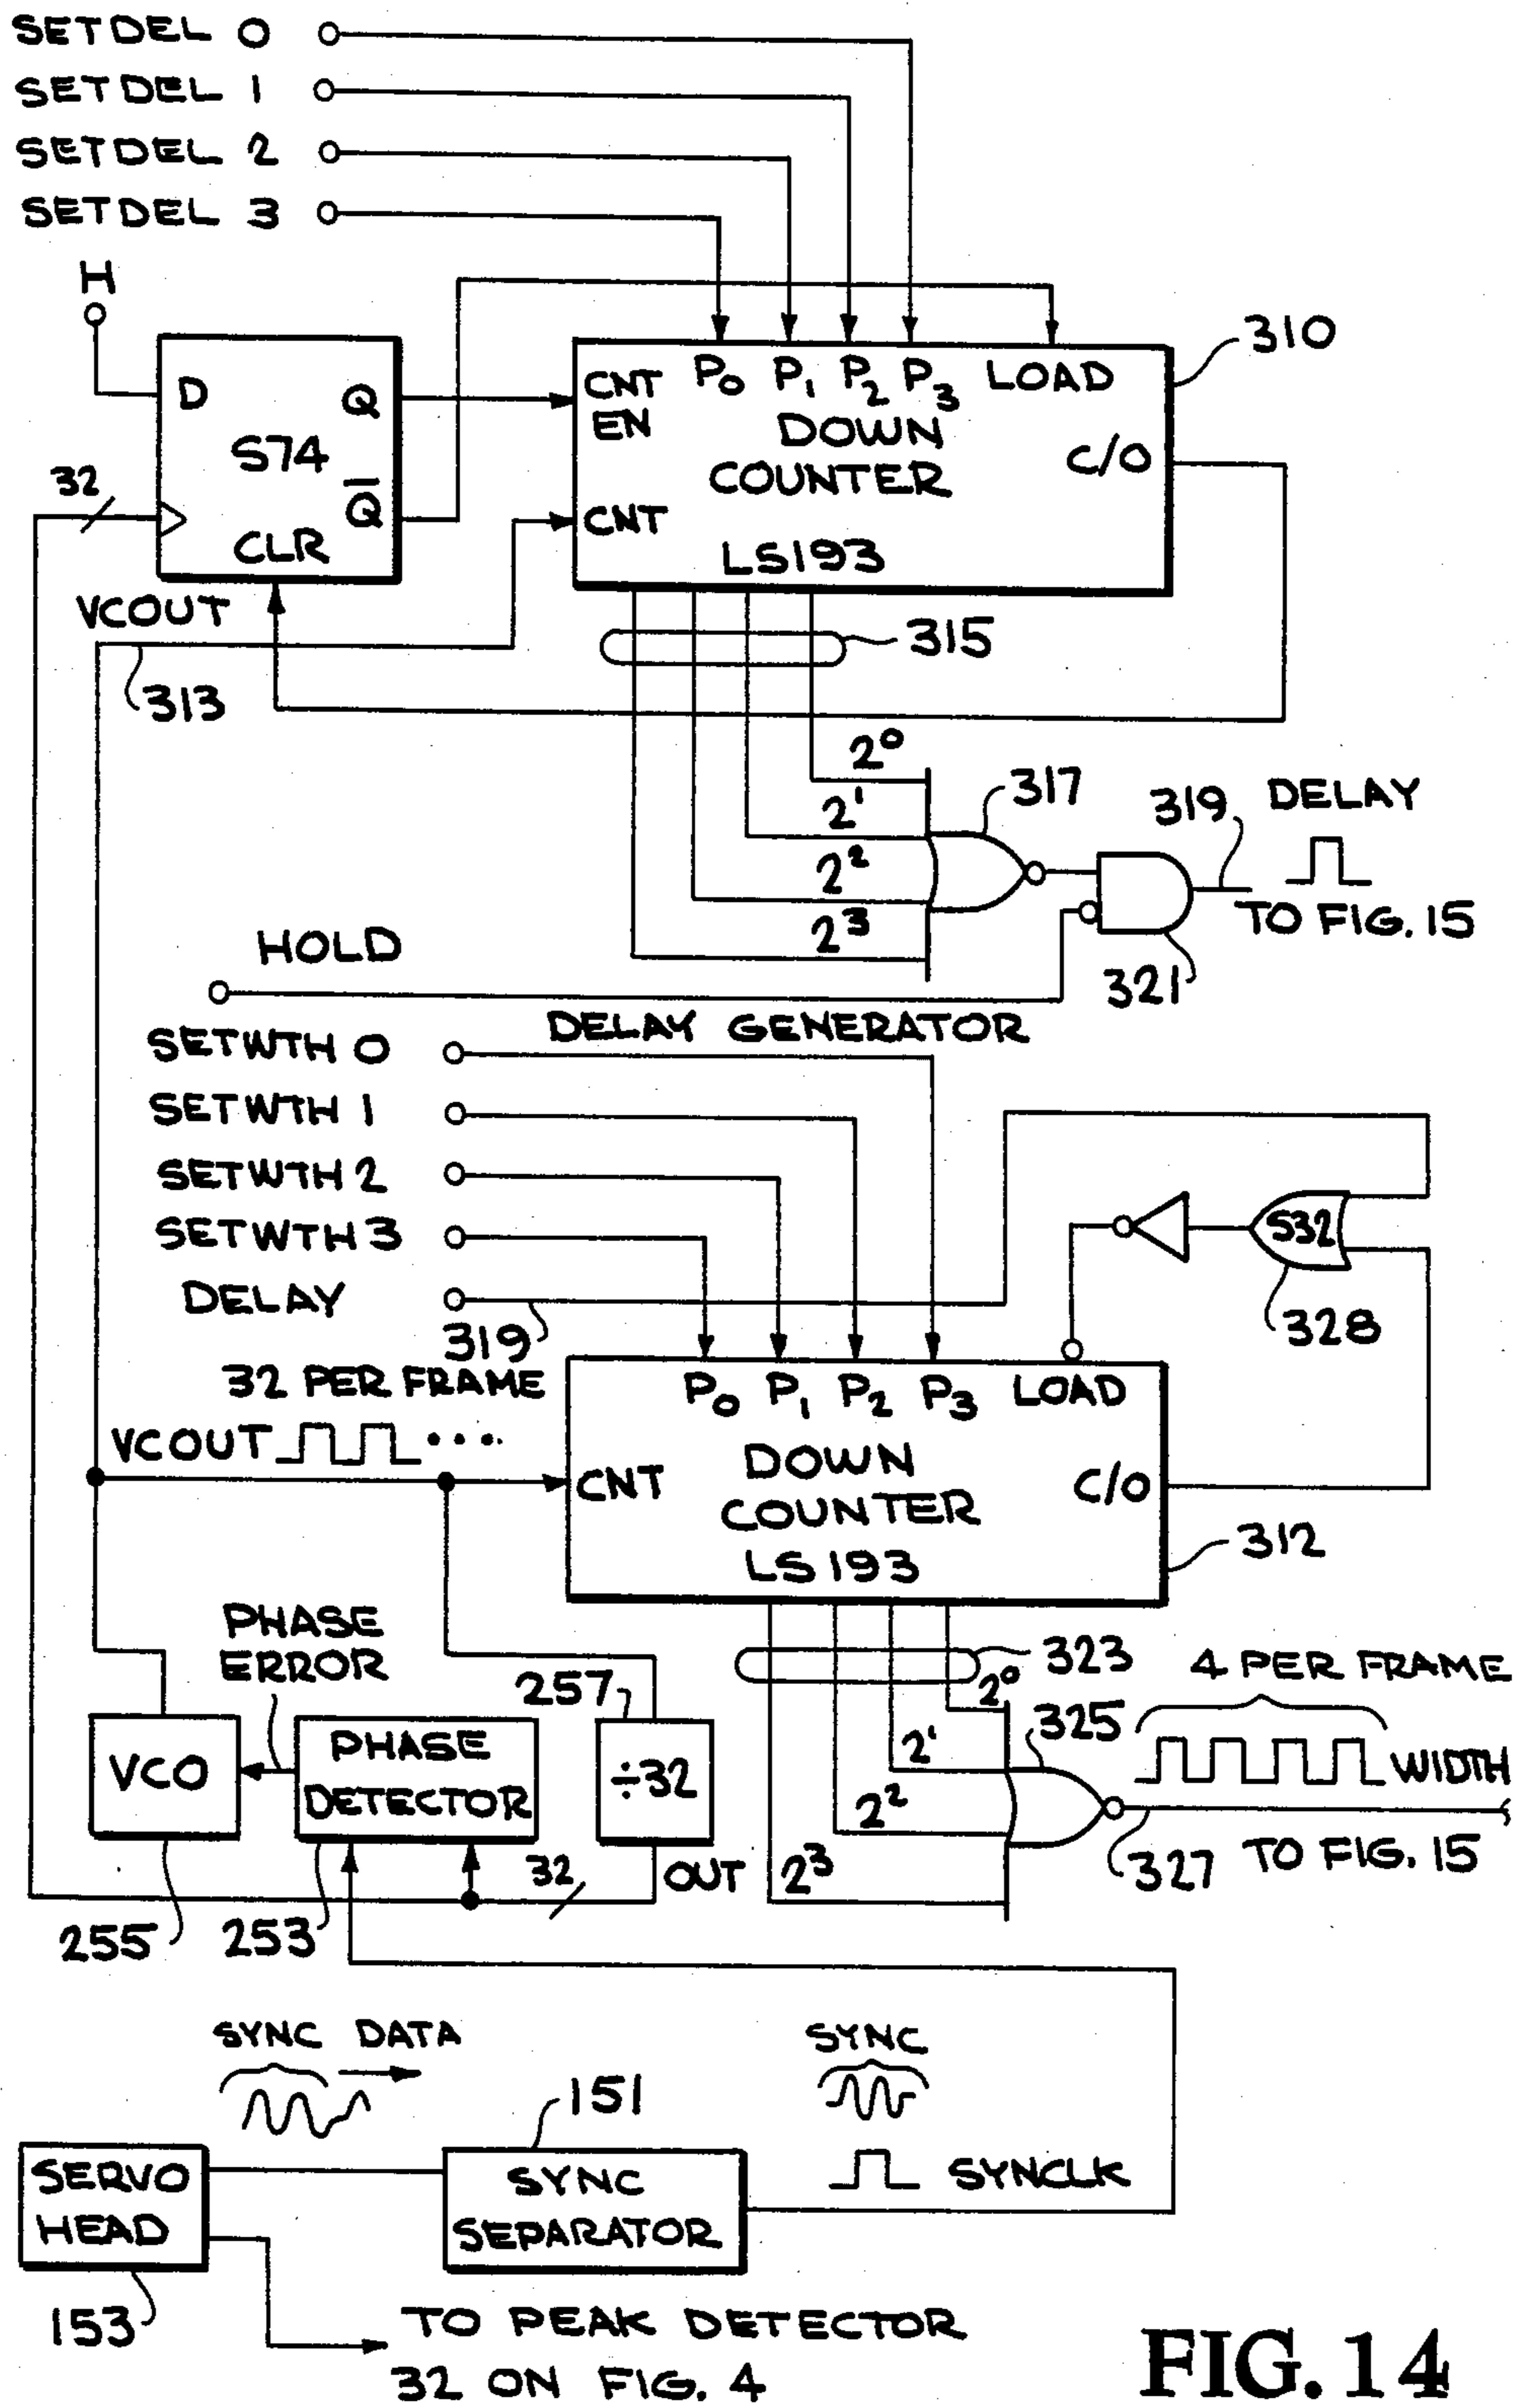 SETDEL 0
SETDEL 1
SETDEL 2
SETDEL 3
H
310
D
Q
S74
Q̅
CLR
32
CNT EN
P0 P1 P2 P3 LOAD
DOWN
COUNTER
C/O
CNT
LS193
VCOUT
313
315
2⁰
2¹
2²
2³
317
319
DELAY
TO FIG. 15
321
HOLD
DELAY GENERATOR
SETWTH 0
SETWTH 1
SETWTH 2
SETWTH 3
DELAY
319
S32
328
32 PER FRAME
VCOUT ....
P0 P1 P2 P3 LOAD
CNT
DOWN
COUNTER
C/O
LS193
312
PHASE
ERROR
257
323
4 PER FRAME
2⁰
2¹
2²
2³
325
WIDTH
327
TO FIG. 15
VCO
PHASE
DETECTOR
÷32
32
OUT
255
253
SYNC DATA
SYNC
151
SERVO
HEAD
SYNC
SEPARATOR
SYNCLK
153
TO PEAK DETECTOR
32 ON FIG. 4
FIG. 14